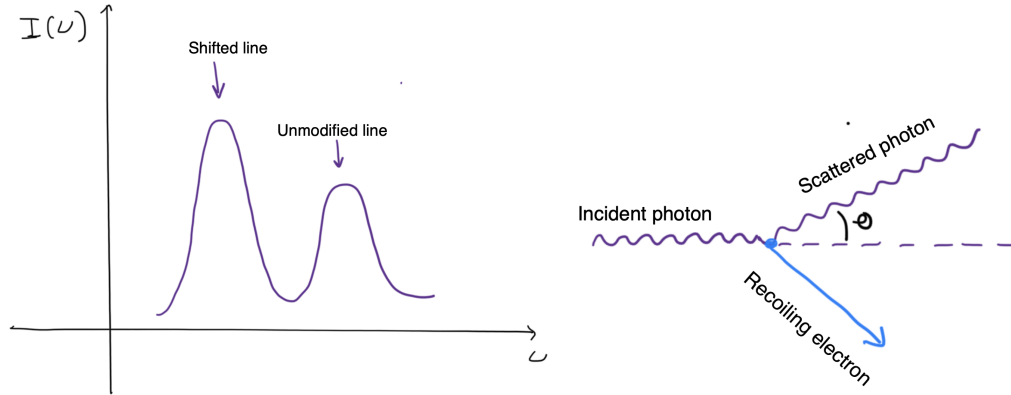 I(υ)
Shifted line
Unmodified line
υ
Incident photon
Scattered photon
θ
Recoiling electron